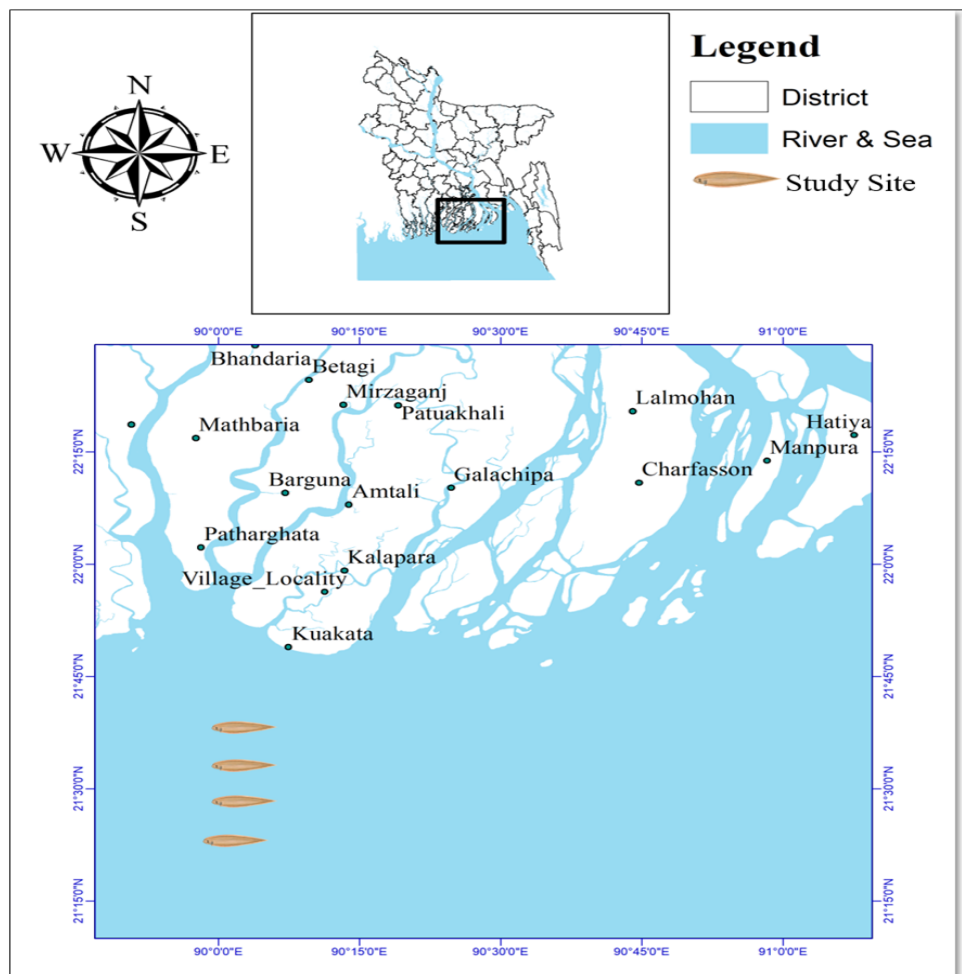 N
W
E
S
Legend
District
River & Sea
Study Site
90°0'0"E 90°15'0"E 90°30'0"E 90°45'0"E 91°0'0"E
Bhandaria
Betagi
Mirzaganj
Patuakhali
Lalmohan
Hatiya
Mathbaria
Manpura
Barguna
Amtali
Galachipa
Charfasson
Patharghata
Kalapara
Village_Locality
Kuakata
22°15'0"N
22°0'0"N
21°45'0"N
21°30'0"N
21°15'0"N
22°15'0"N
22°0'0"N
21°45'0"N
21°30'0"N
21°15'0"N
90°0'0"E 90°15'0"E 90°30'0"E 90°45'0"E 91°0'0"E